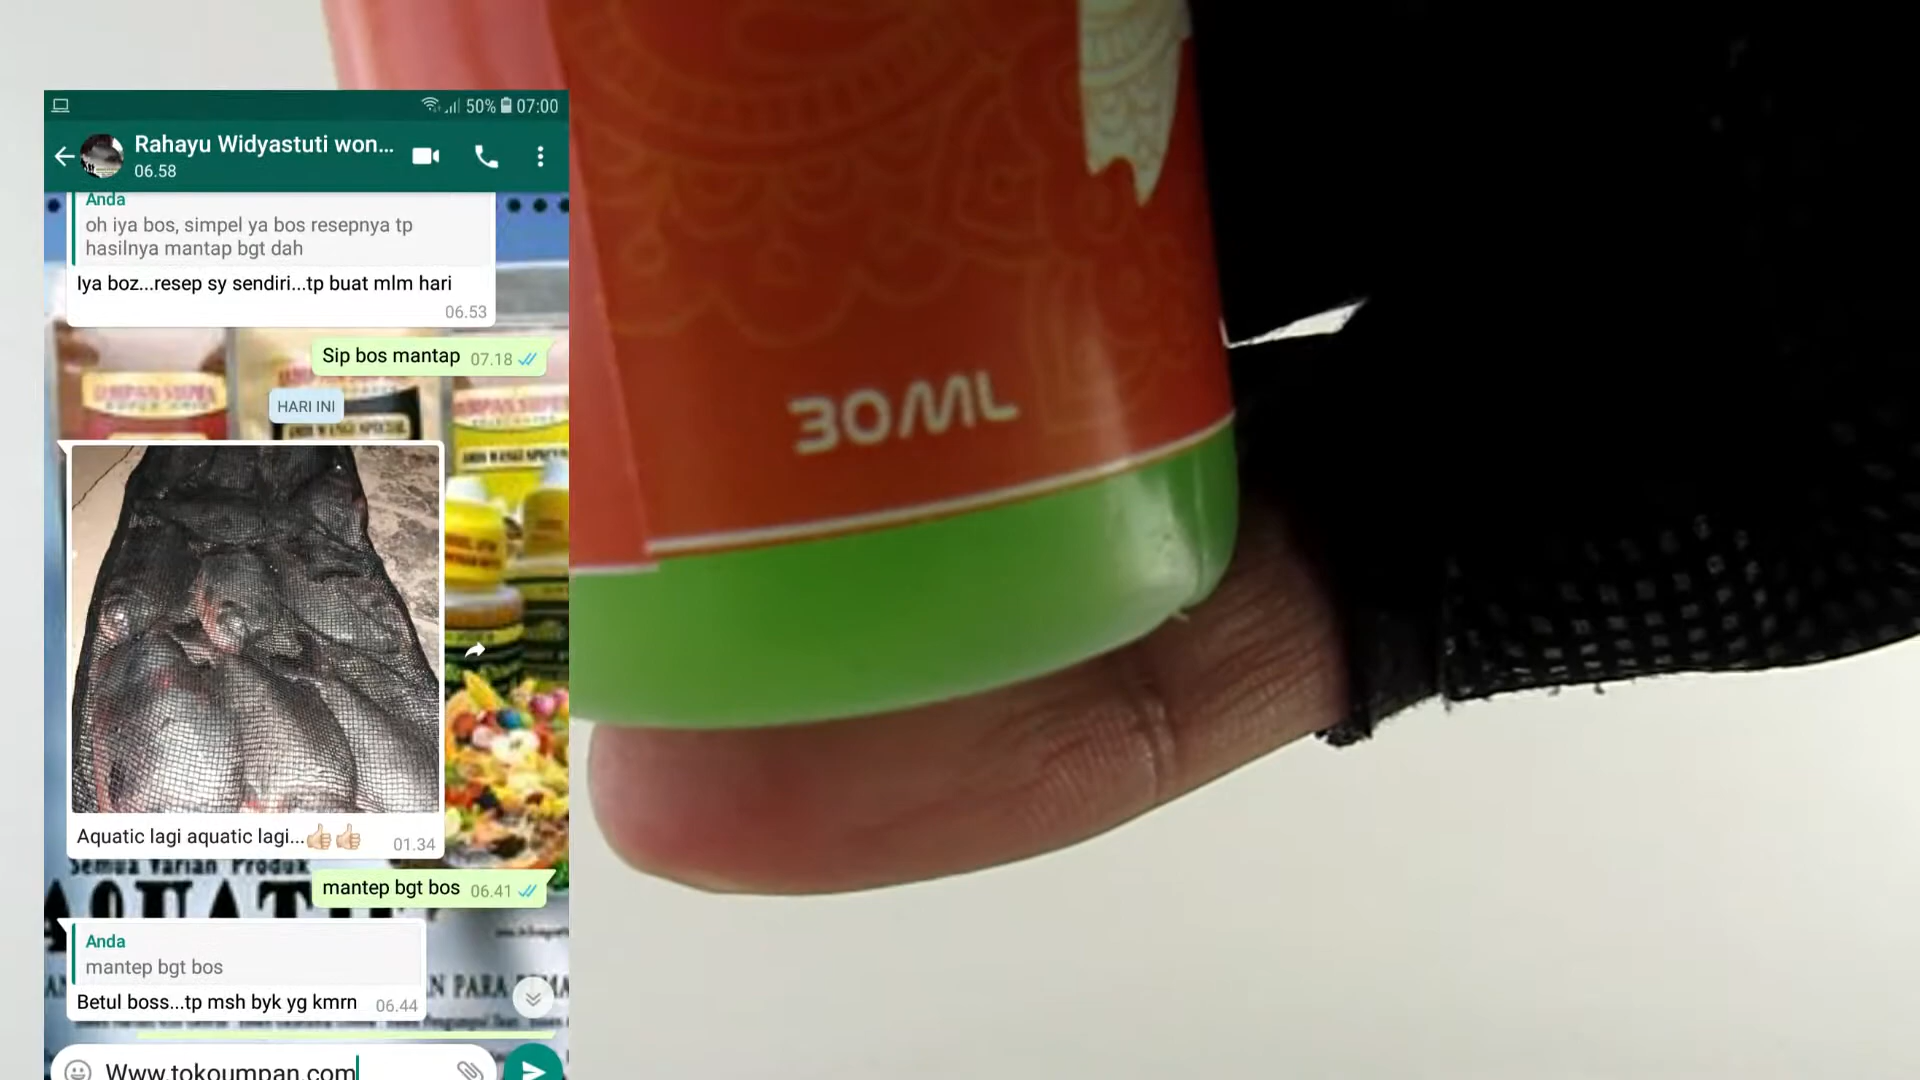 50% 07:00
Rahayu Widyastuti won...
06.58
Anda
oh iya bos, simpel ya bos resepnya tp
hasilnya mantap bgt dah
Iya boz...resep sy sendiri...tp buat mlm hari
06.53
Sip bos mantap 07.18
HARI INI
Aquatic lagi aquatic lagi...👍🏻👍🏻 01.34
Semua Varian Produk
mantep bgt bos 06.41
Anda
mantep bgt bos
Betul boss...tp msh byk yg kmrn 06.44
Www.tokoumpan.com
30ML